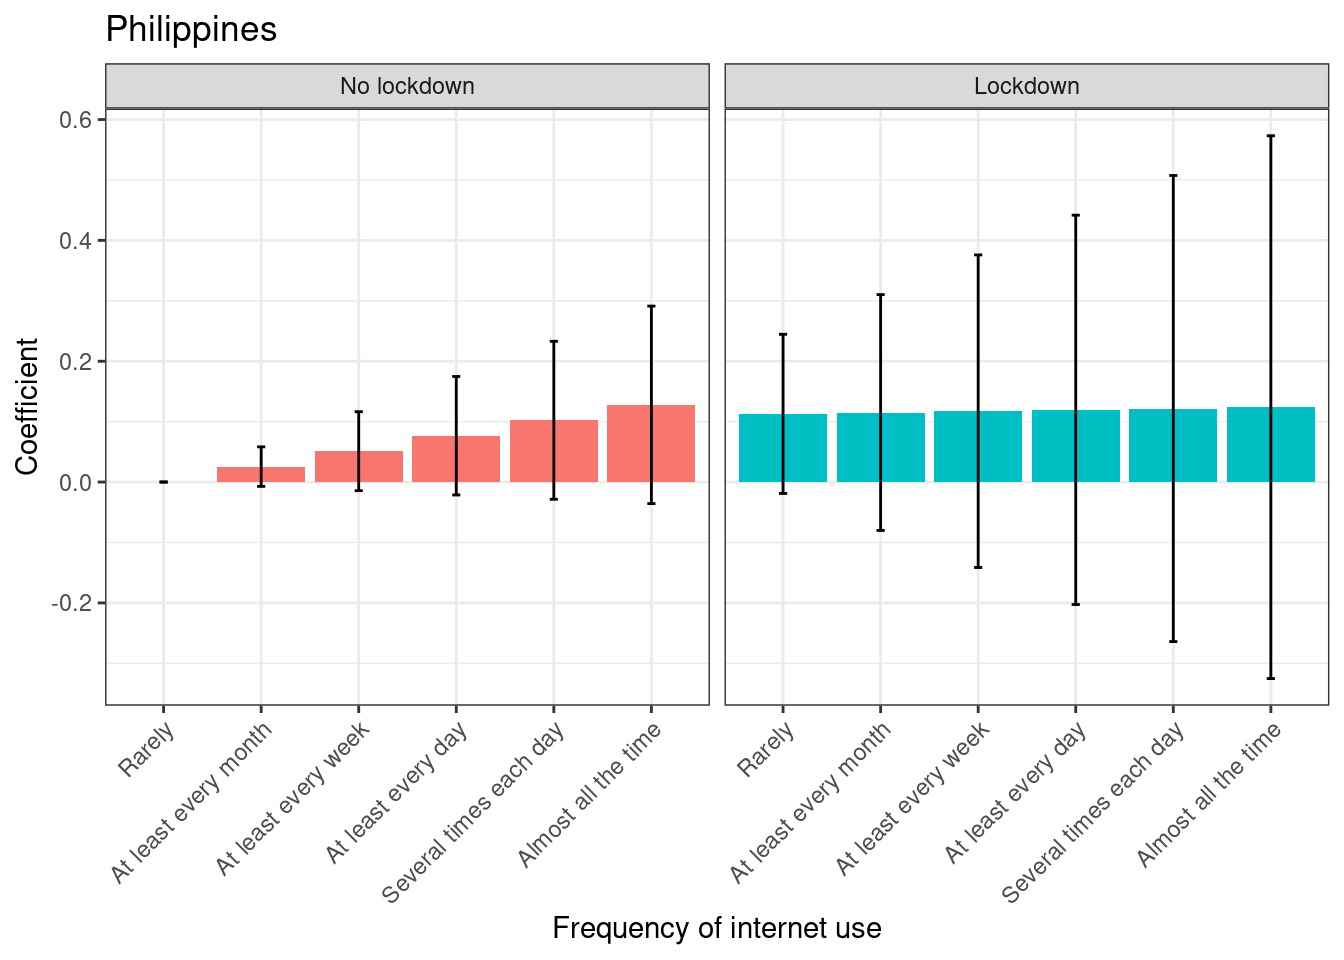 Philippines
No lockdown
Lockdown
Coefficient
0.6
0.4
0.2
0.0
-0.2
Rarely
At least every month
At least every week
At least every day
Several times each day
Almost all the time
Rarely
At least every month
At least every week
At least every day
Several times each day
Almost all the time
Frequency of internet use